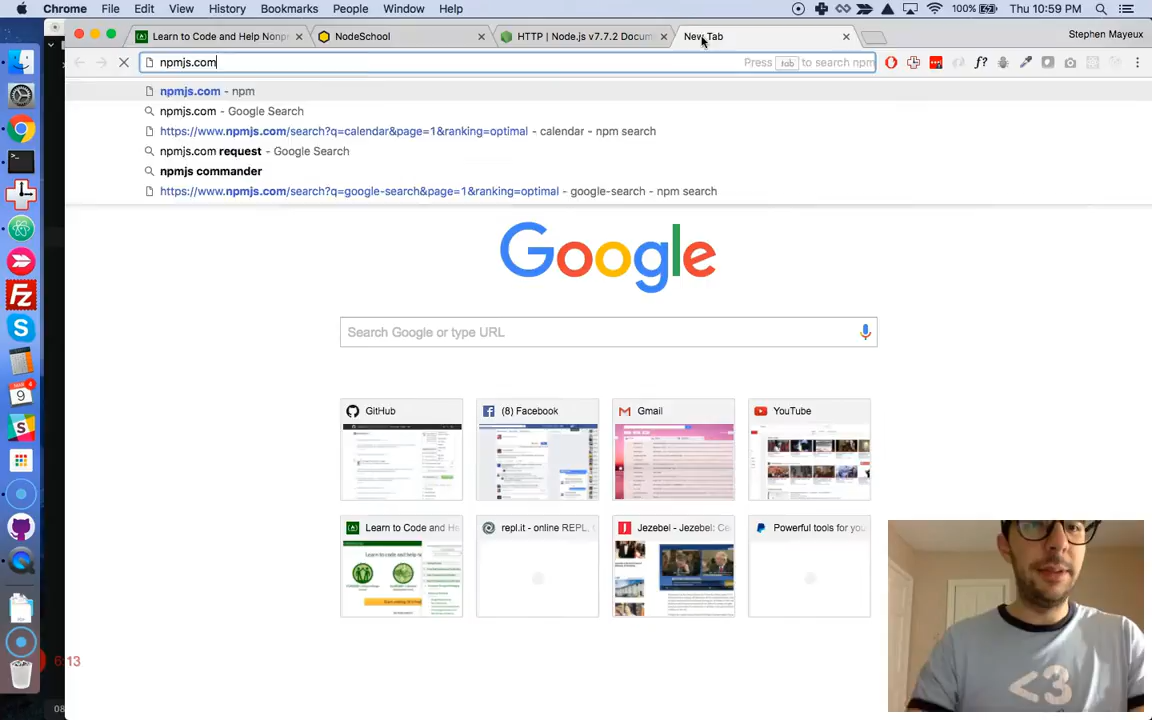 Chrome File Edit View History Bookmarks People Window Help
100% Thu 10:59 PM
Learn to Code and Help Nonpr
NodeSchool
HTTP | Node.js v7.7.2 Docum
New Tab
Stephen Mayeux
npmjs.com
Press tab to search npm
npmjs.com - npm
npmjs.com - Google Search
https://www.npmjs.com/search?q=calendar&page=1&ranking=optimal - calendar - npm search
npmjs.com request - Google Search
npmjs commander
https://www.npmjs.com/search?q=google-search&page=1&ranking=optimal - google-search - npm search
Google
Search Google or type URL
GitHub
(8) Facebook
Gmail
YouTube
Learn to Code and He
repl.it - online REPL,
Jezebel - Jezebel: Ce
Powerful tools for you
MAR
9
<3
08